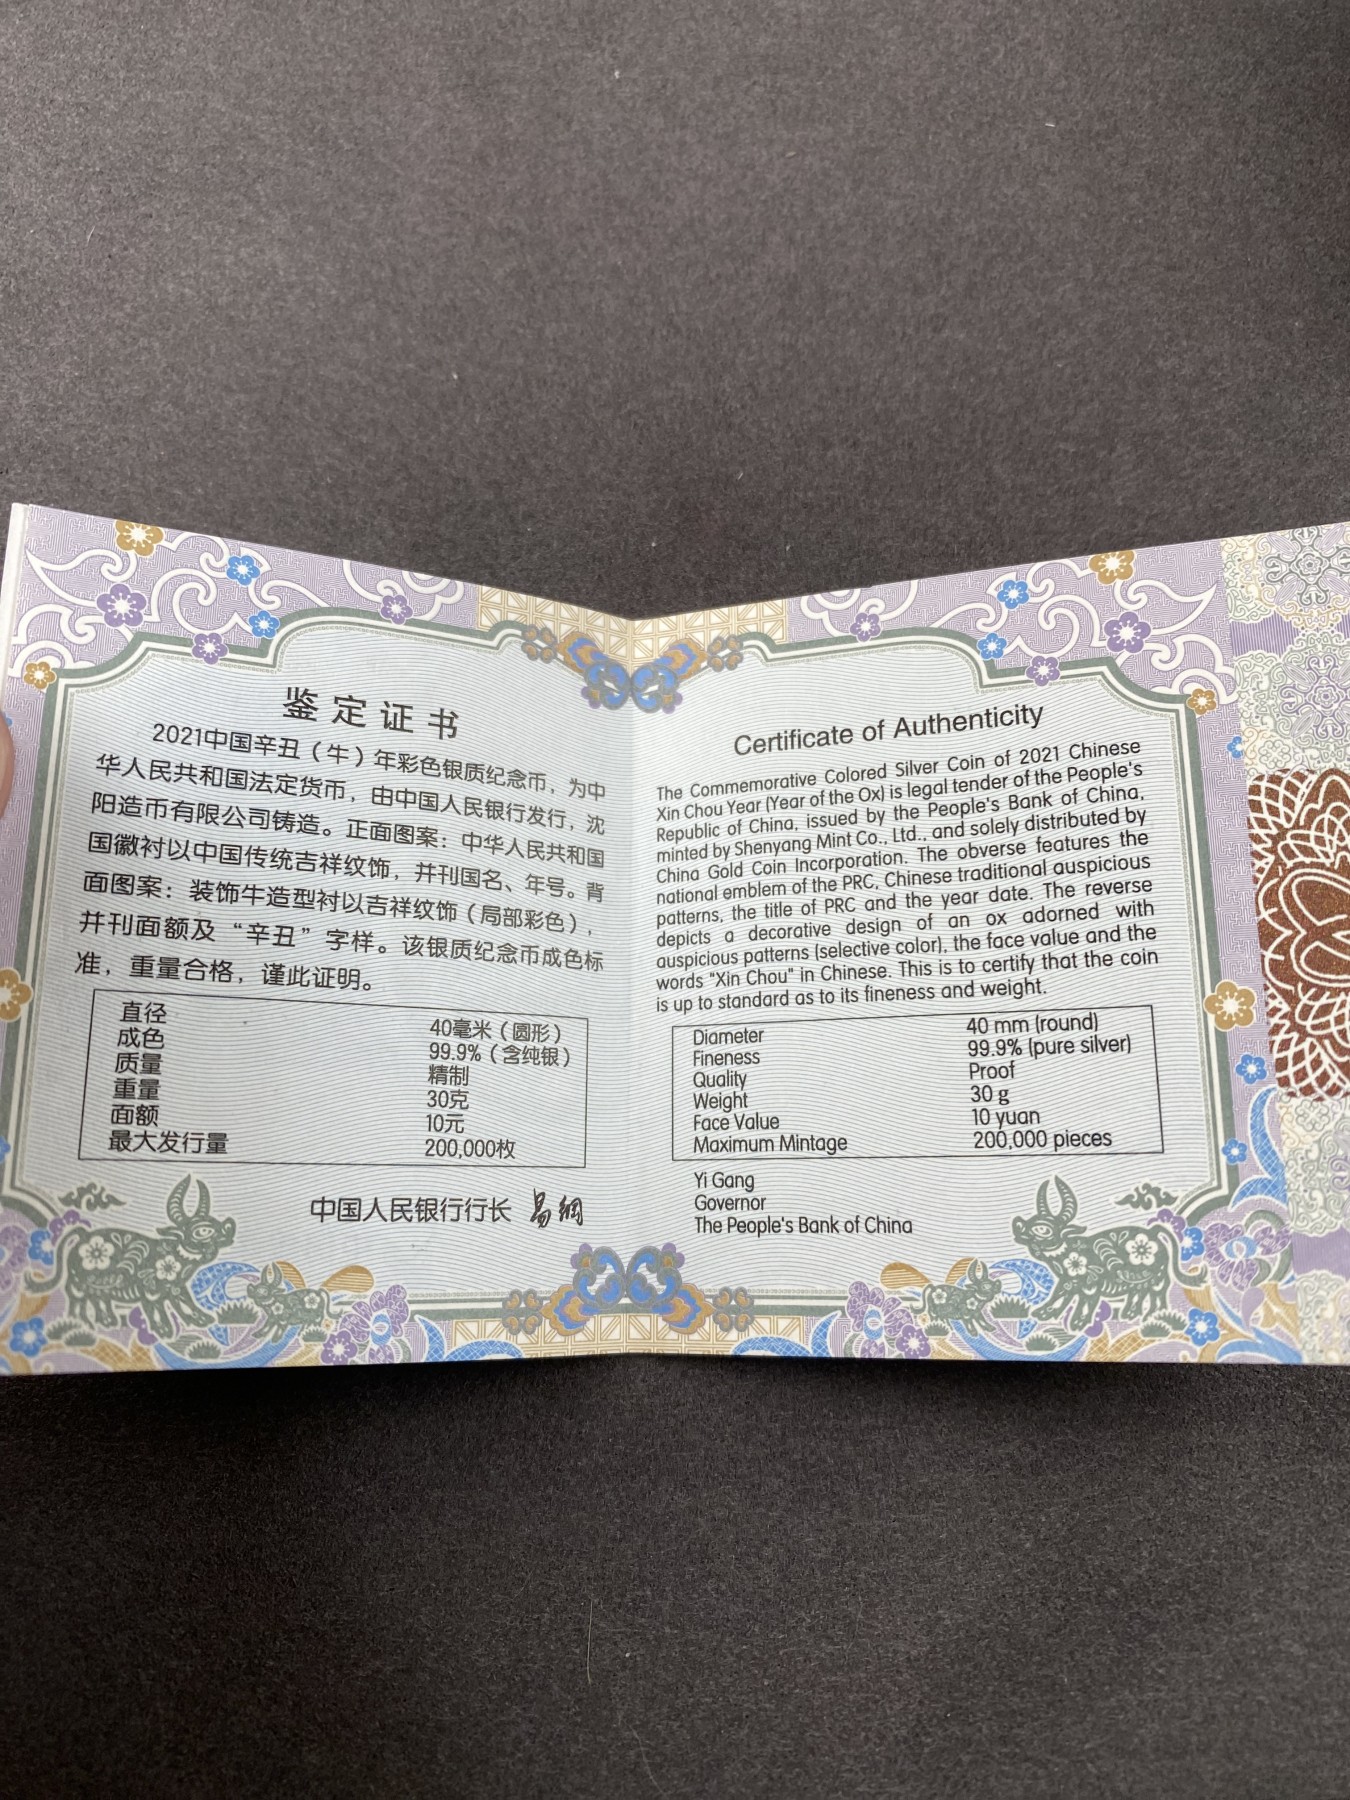 鉴定证书
2021中国辛丑（牛）年彩色银质纪念币，为中
华人民共和国法定货币，由中国人民银行发行，沈
阳造币有限公司铸造。正面图案：中华人民共和国
国徽衬以中国传统吉祥纹饰，并刊国名、年号。背
面图案：装饰牛造型衬以吉祥纹饰（局部彩色），
并刊面额及“辛丑”字样。该银质纪念币成色标
准，重量合格，谨此证明。
直径 40毫米（圆形）
成色 99.9%（含纯银）
质量 精制
重量 30克
面额 10元
最大发行量 200,000枚
中国人民银行行长 易纲
Certificate of Authenticity
The Commemorative Colored Silver Coin of 2021 Chinese
Xin Chou Year (Year of the Ox) is legal tender of the People's
Republic of China, issued by the People's Bank of China,
minted by Shenyang Mint Co., Ltd., and solely distributed by
China Gold Coin Incorporation. The obverse features the
national emblem of the PRC, Chinese traditional auspicious
patterns, the title of PRC and the year date. The reverse
depicts a decorative design of an ox adorned with
auspicious patterns (selective color), the face value and the
words "Xin Chou" in Chinese. This is to certify that the coin
is up to standard as to its fineness and weight.
Diameter 40 mm (round)
Fineness 99.9% (pure silver)
Quality Proof
Weight 30 g
Face Value 10 yuan
Maximum Mintage 200,000 pieces
Yi Gang
Governor
The People's Bank of China